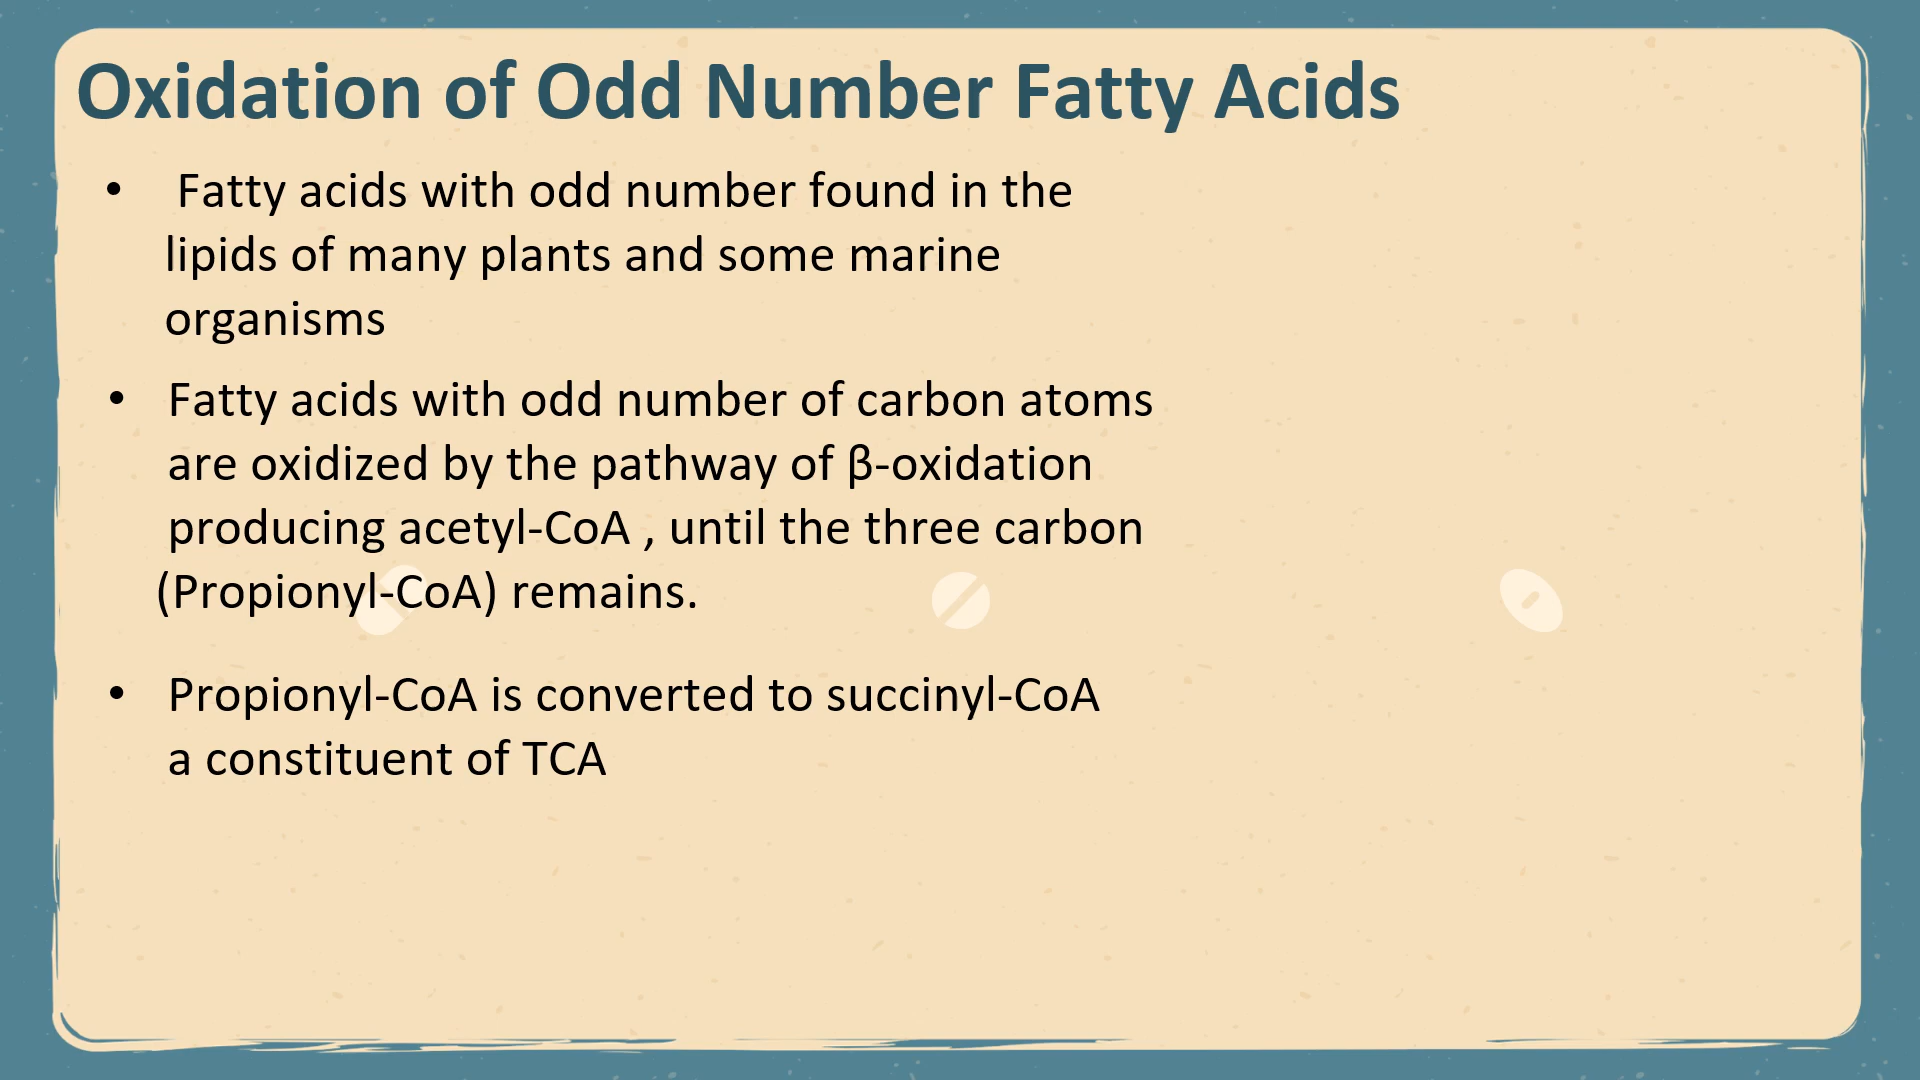 Oxidation of Odd Number Fatty Acids
• Fatty acids with odd number found in the
lipids of many plants and some marine
organisms
• Fatty acids with odd number of carbon atoms
are oxidized by the pathway of β-oxidation
producing acetyl-CoA , until the three carbon
(Propionyl-CoA) remains.
• Propionyl-CoA is converted to succinyl-CoA
a constituent of TCA